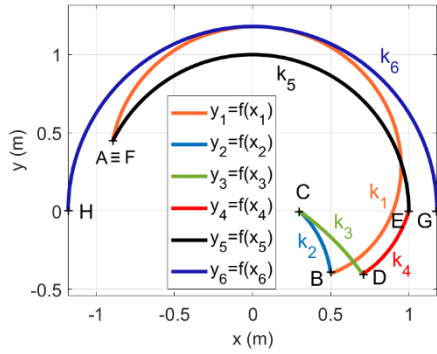 1
0.5
0
-0.5
y (m)
-1
-0.5
0
0.5
1
x (m)
k₆
k₅
A≡F
y₁=f(x₁)
y₂=f(x₂)
y₃=f(x₃)
y₄=f(x₄)
y₅=f(x₅)
y₆=f(x₆)
H
C
k₁
E
G
k₃
k₂
k₄
B
D